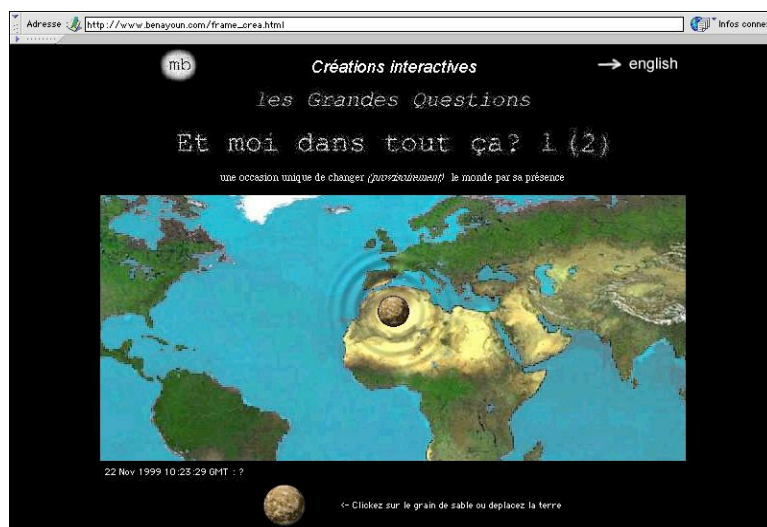 Adresse : http://www.benayoun.com/frame_crea.html Infos conne
mb Créations interactives → english
les Grandes Questions
Et moi dans tout ça? 1 (2)
une occasion unique de changer (provisoirement) le monde par sa présence
22 Nov 1999 10:23:29 GMT : ?
<- Clickez sur le grain de sable ou deplacez la terre